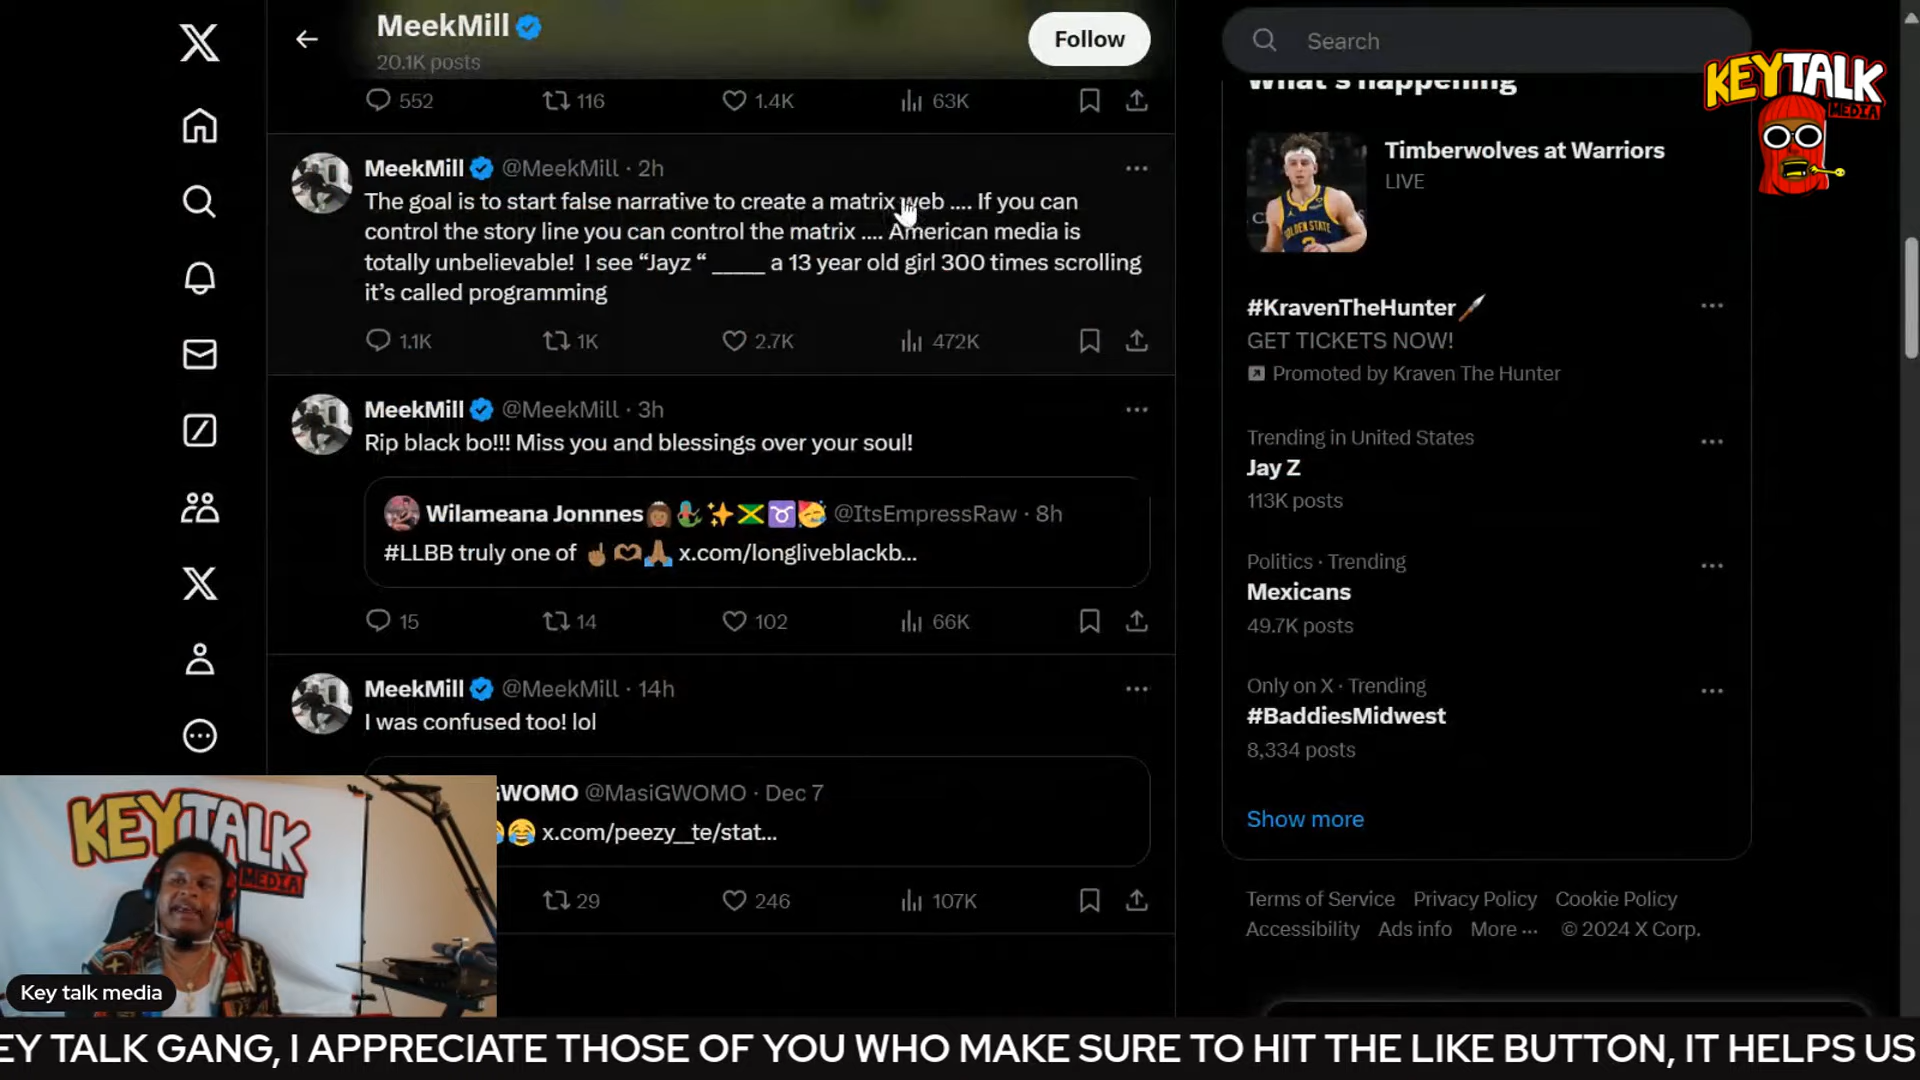 MeekMill
20.1K posts
Follow
Search
What's happening
KEYTALK
MEDIA
552 116 1.4K 63K
MeekMill @MeekMill · 2h
The goal is to start false narrative to create a matrix web .... If you can
control the story line you can control the matrix .... American media is
totally unbelievable! I see “Jayz “ _____ a 13 year old girl 300 times scrolling
it’s called programming
1.1K 1K 2.7K 472K
MeekMill @MeekMill · 3h
Rip black bo!!! Miss you and blessings over your soul!
Wilameana Jonnnes @ItsEmpressRaw · 8h
#LLBB truly one of x.com/longliveblackb...
15 14 102 66K
MeekMill @MeekMill · 14h
I was confused too! lol
GWOMO @MasiGWOMO · Dec 7
x.com/peezy__te/stat...
29 246 107K
Timberwolves at Warriors
LIVE
GOLDEN STATE
#KravenTheHunter
GET TICKETS NOW!
Promoted by Kraven The Hunter
Trending in United States
Jay Z
113K posts
Politics · Trending
Mexicans
49.7K posts
Only on X · Trending
#BaddiesMidwest
8,334 posts
Show more
Terms of Service Privacy Policy Cookie Policy
Accessibility Ads info More ··· © 2024 X Corp.
KEYTALK
MEDIA
Key talk media
EY TALK GANG, I APPRECIATE THOSE OF YOU WHO MAKE SURE TO HIT THE LIKE BUTTON, IT HELPS US